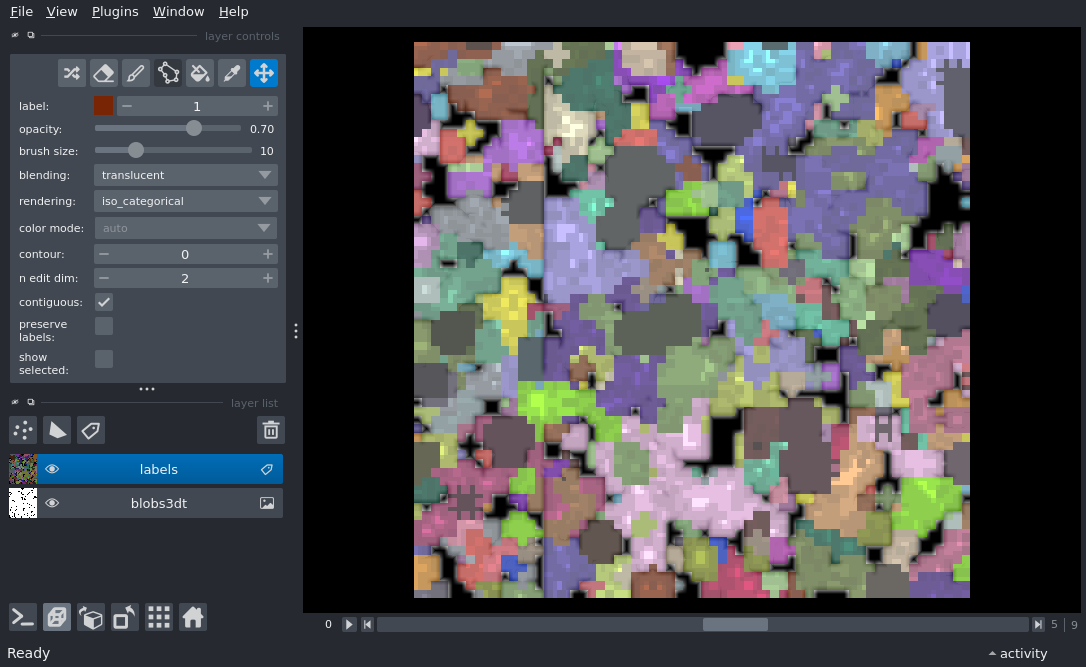 File View Plugins Window Help
layer controls
label: 1
opacity: 0.70
brush size: 10
blending: translucent
rendering: iso_categorical
color mode: auto
contour: 0
n edit dim: 2
contiguous:
preserve
labels:
show
selected:
layer list
labels
blobs3dt
0 5 9
Ready activity